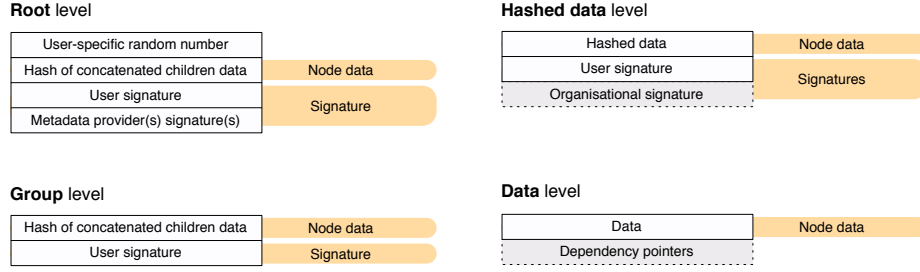 Root level
User-specific random number
Hash of concatenated children data
Node data
User signature
Signature
Metadata provider(s) signature(s)
Hashed data level
Hashed data
Node data
User signature
Signatures
Organisational signature
Group level
Hash of concatenated children data
Node data
User signature
Signature
Data level
Data
Node data
Dependency pointers